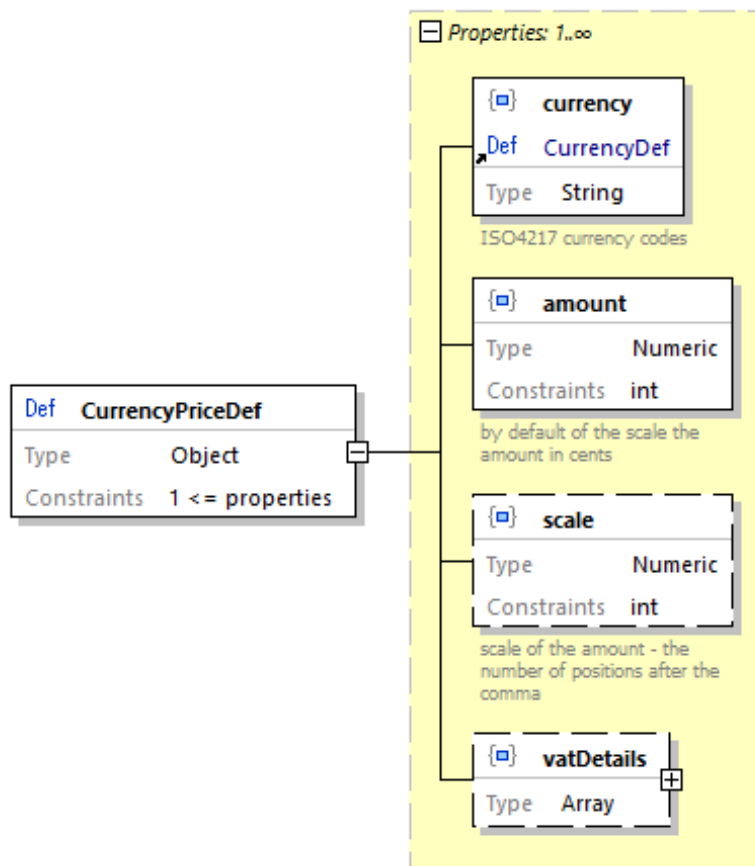 Properties: 1..∞
{} currency
Def CurrencyDef
Type String
ISO4217 currency codes
{} amount
Type Numeric
Constraints int
by default of the scale the
amount in cents
Def CurrencyPriceDef
Type Object
Constraints 1 <= properties
{} scale
Type Numeric
Constraints int
scale of the amount - the
number of positions after the
comma
{} vatDetails
Type Array